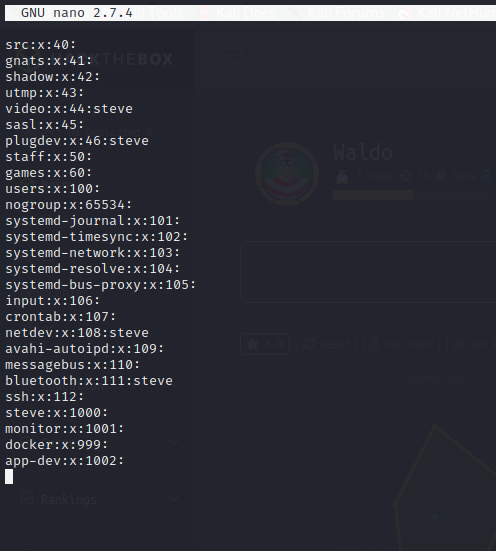 GNU nano 2.7.4
src:x:40:
gnats:x:41:
shadow:x:42:
utmp:x:43:
video:x:44:steve
sasl:x:45:
plugdev:x:46:steve
staff:x:50:
games:x:60:
users:x:100:
nogroup:x:65534:
systemd-journal:x:101:
systemd-timesync:x:102:
systemd-network:x:103:
systemd-resolve:x:104:
systemd-bus-proxy:x:105:
input:x:106:
crontab:x:107:
netdev:x:108:steve
avahi-autoipd:x:109:
messagebus:x:110:
bluetooth:x:111:steve
ssh:x:112:
steve:x:1000:
monitor:x:1001:
docker:x:999:
app-dev:x:1002:
THEBOX
Waldo
Rankings